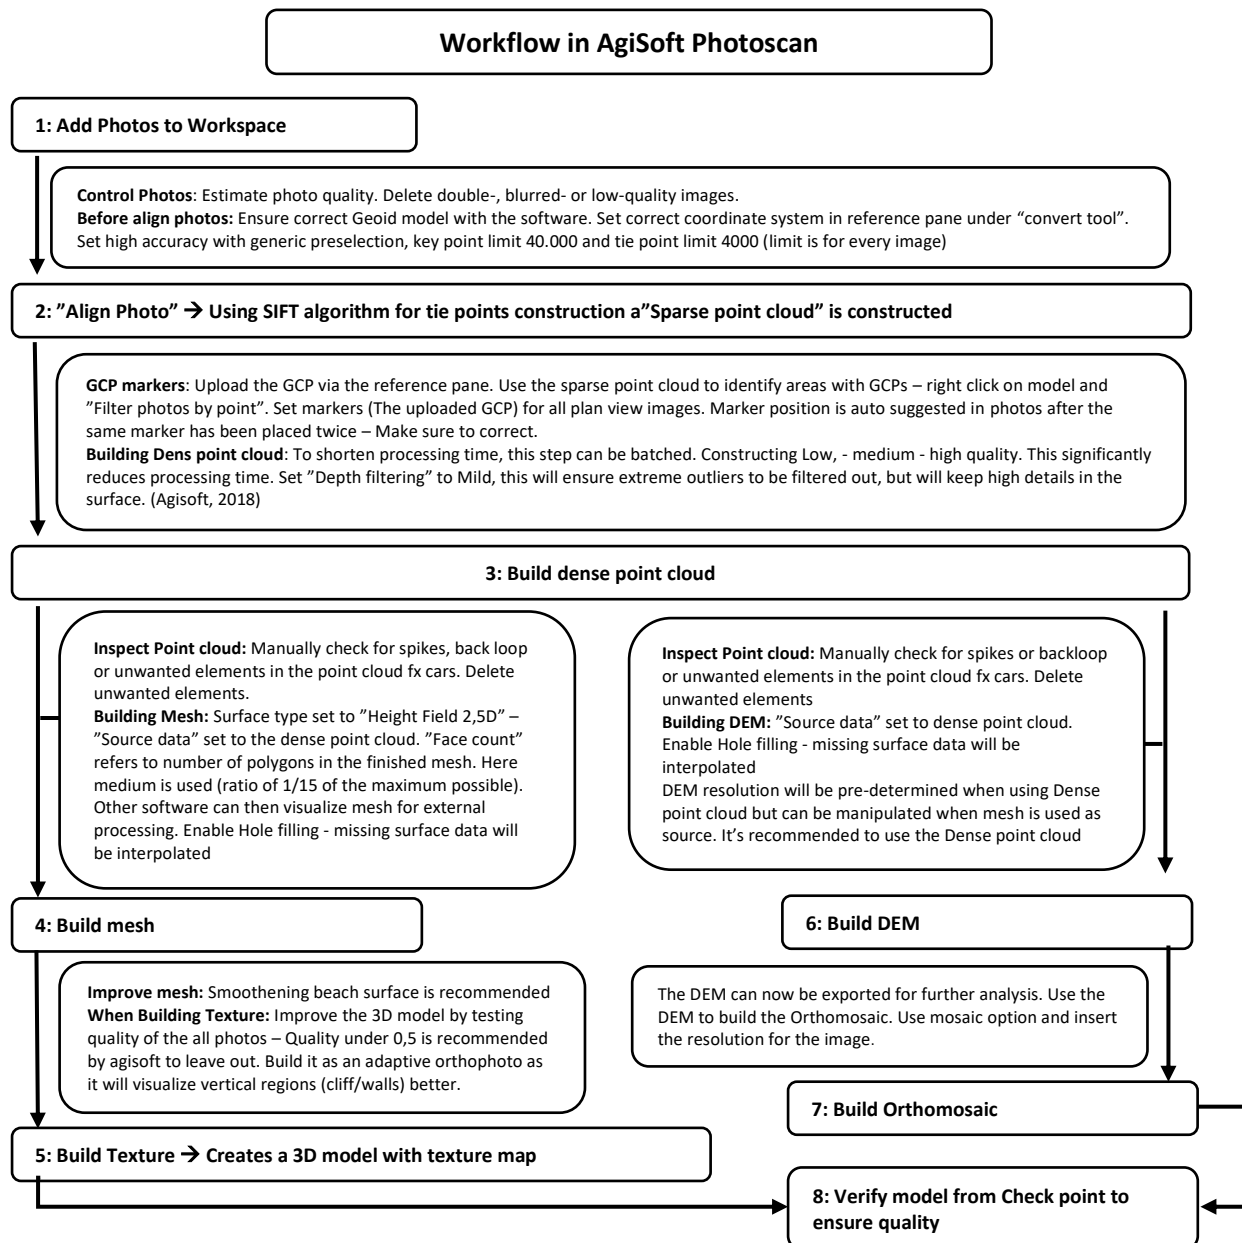 Workflow in AgiSoft Photoscan
1: Add Photos to Workspace
Control Photos: Estimate photo quality. Delete double-, blurred- or low-quality images.
Before align photos: Ensure correct Geoid model with the software. Set correct coordinate system in reference pane under “convert tool”.
Set high accuracy with generic preselection, key point limit 40.000 and tie point limit 4000 (limit is for every image)
2: ”Align Photo” → Using SIFT algorithm for tie points construction a”Sparse point cloud” is constructed
GCP markers: Upload the GCP via the reference pane. Use the sparse point cloud to identify areas with GCPs – right click on model and
”Filter photos by point”. Set markers (The uploaded GCP) for all plan view images. Marker position is auto suggested in photos after the
same marker has been placed twice – Make sure to correct.
Building Dens point cloud: To shorten processing time, this step can be batched. Constructing Low, - medium - high quality. This significantly
reduces processing time. Set ”Depth filtering” to Mild, this will ensure extreme outliers to be filtered out, but will keep high details in the
surface. (Agisoft, 2018)
3: Build dense point cloud
Inspect Point cloud: Manually check for spikes, back loop
or unwanted elements in the point cloud fx cars. Delete
unwanted elements.
Building Mesh: Surface type set to ”Height Field 2,5D” –
”Source data” set to the dense point cloud. ”Face count”
refers to number of polygons in the finished mesh. Here
medium is used (ratio of 1/15 of the maximum possible).
Other software can then visualize mesh for external
processing. Enable Hole filling - missing surface data will
be interpolated
Inspect Point cloud: Manually check for spikes or backloop
or unwanted elements in the point cloud fx cars. Delete
unwanted elements
Building DEM: ”Source data” set to dense point cloud.
Enable Hole filling - missing surface data will be
interpolated
DEM resolution will be pre-determined when using Dense
point cloud but can be manipulated when mesh is used as
source. It’s recommended to use the Dense point cloud
4: Build mesh
6: Build DEM
Improve mesh: Smoothening beach surface is recommended
When Building Texture: Improve the 3D model by testing
quality of the all photos – Quality under 0,5 is recommended
by agisoft to leave out. Build it as an adaptive orthophoto as
it will visualize vertical regions (cliff/walls) better.
The DEM can now be exported for further analysis. Use the
DEM to build the Orthomosaic. Use mosaic option and insert
the resolution for the image.
7: Build Orthomosaic
5: Build Texture → Creates a 3D model with texture map
8: Verify model from Check point to
ensure quality